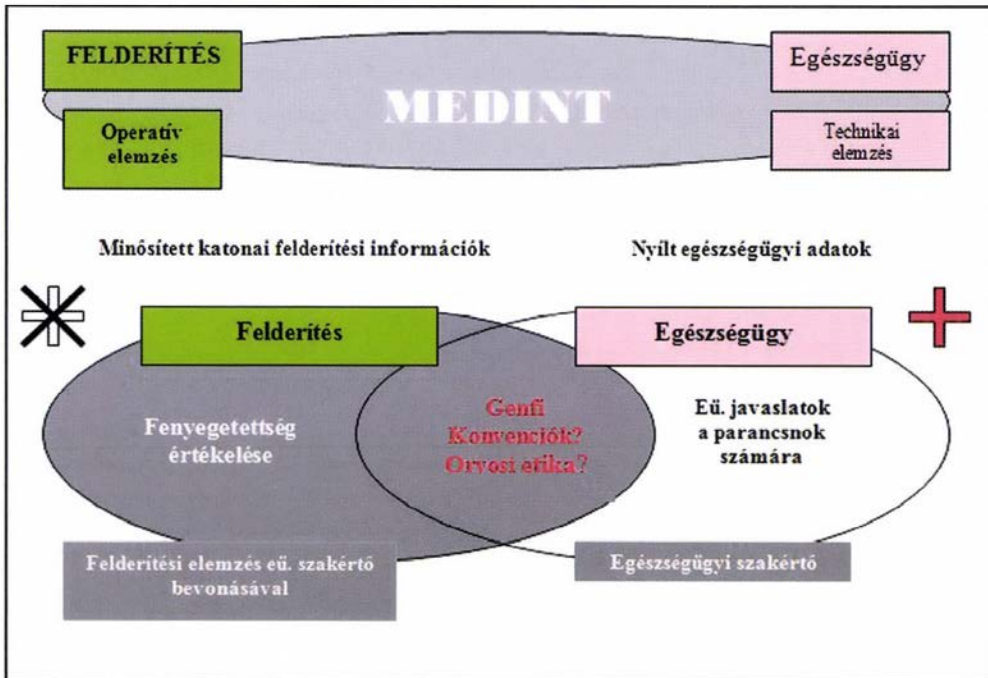 FELDERÍTÉS
Egészségügy
MEDINT
Operatív
elemzés
Technikai
elemzés
Minősített katonai felderítési információk
Nyílt egészségügyi adatok
Felderítés
Egészségügy
Fenyegetettség
értékelése
Genfi
Konvenciók?
Orvosi etika?
Eü. javaslatok
a parancsnok
számára
Felderítési elemzés eü. szakértő
bevonásával
Egészségügyi szakértő